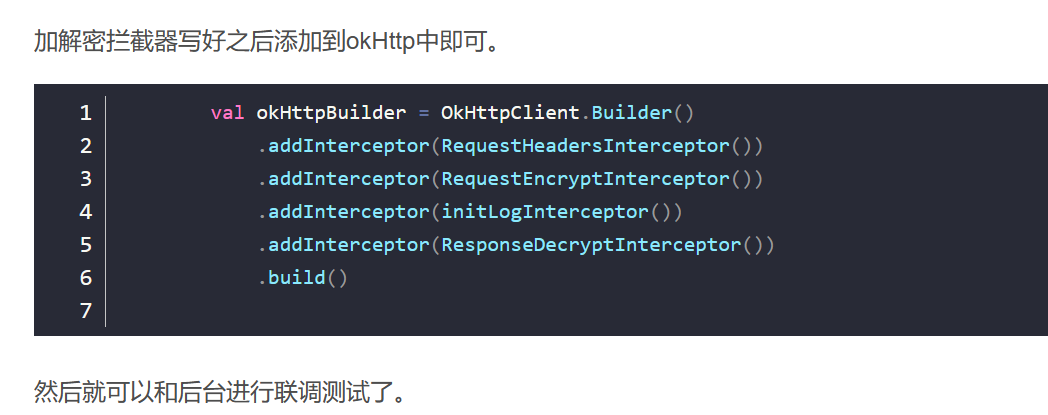 加解密拦截器写好之后添加到okHttp中即可。
1 val okHttpBuilder = OkHttpClient.Builder()
2 .addInterceptor(RequestHeadersInterceptor())
3 .addInterceptor(RequestEncryptInterceptor())
4 .addInterceptor(initLogInterceptor())
5 .addInterceptor(ResponseDecryptInterceptor())
6 .build()
7
然后就可以和后台进行联调测试了。